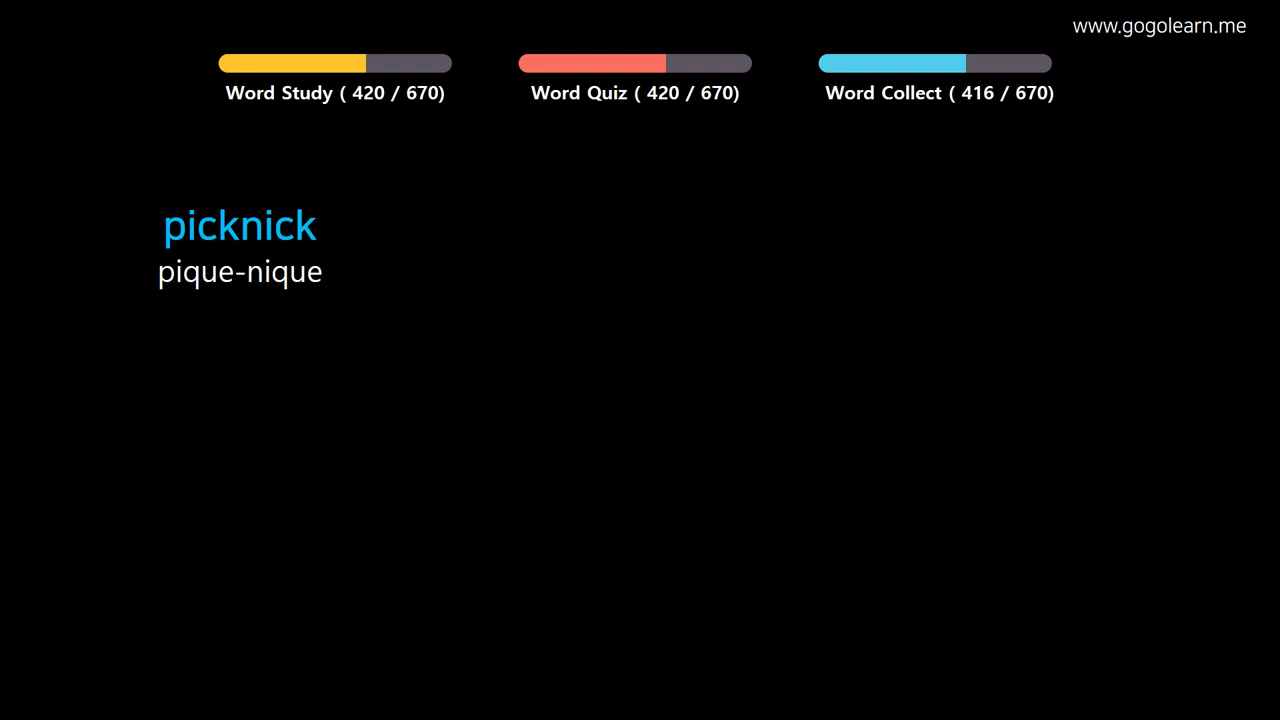 www.gogolearn.me
Word Study ( 420 / 670)
Word Quiz ( 420 / 670)
Word Collect ( 416 / 670)
picknick
pique-nique